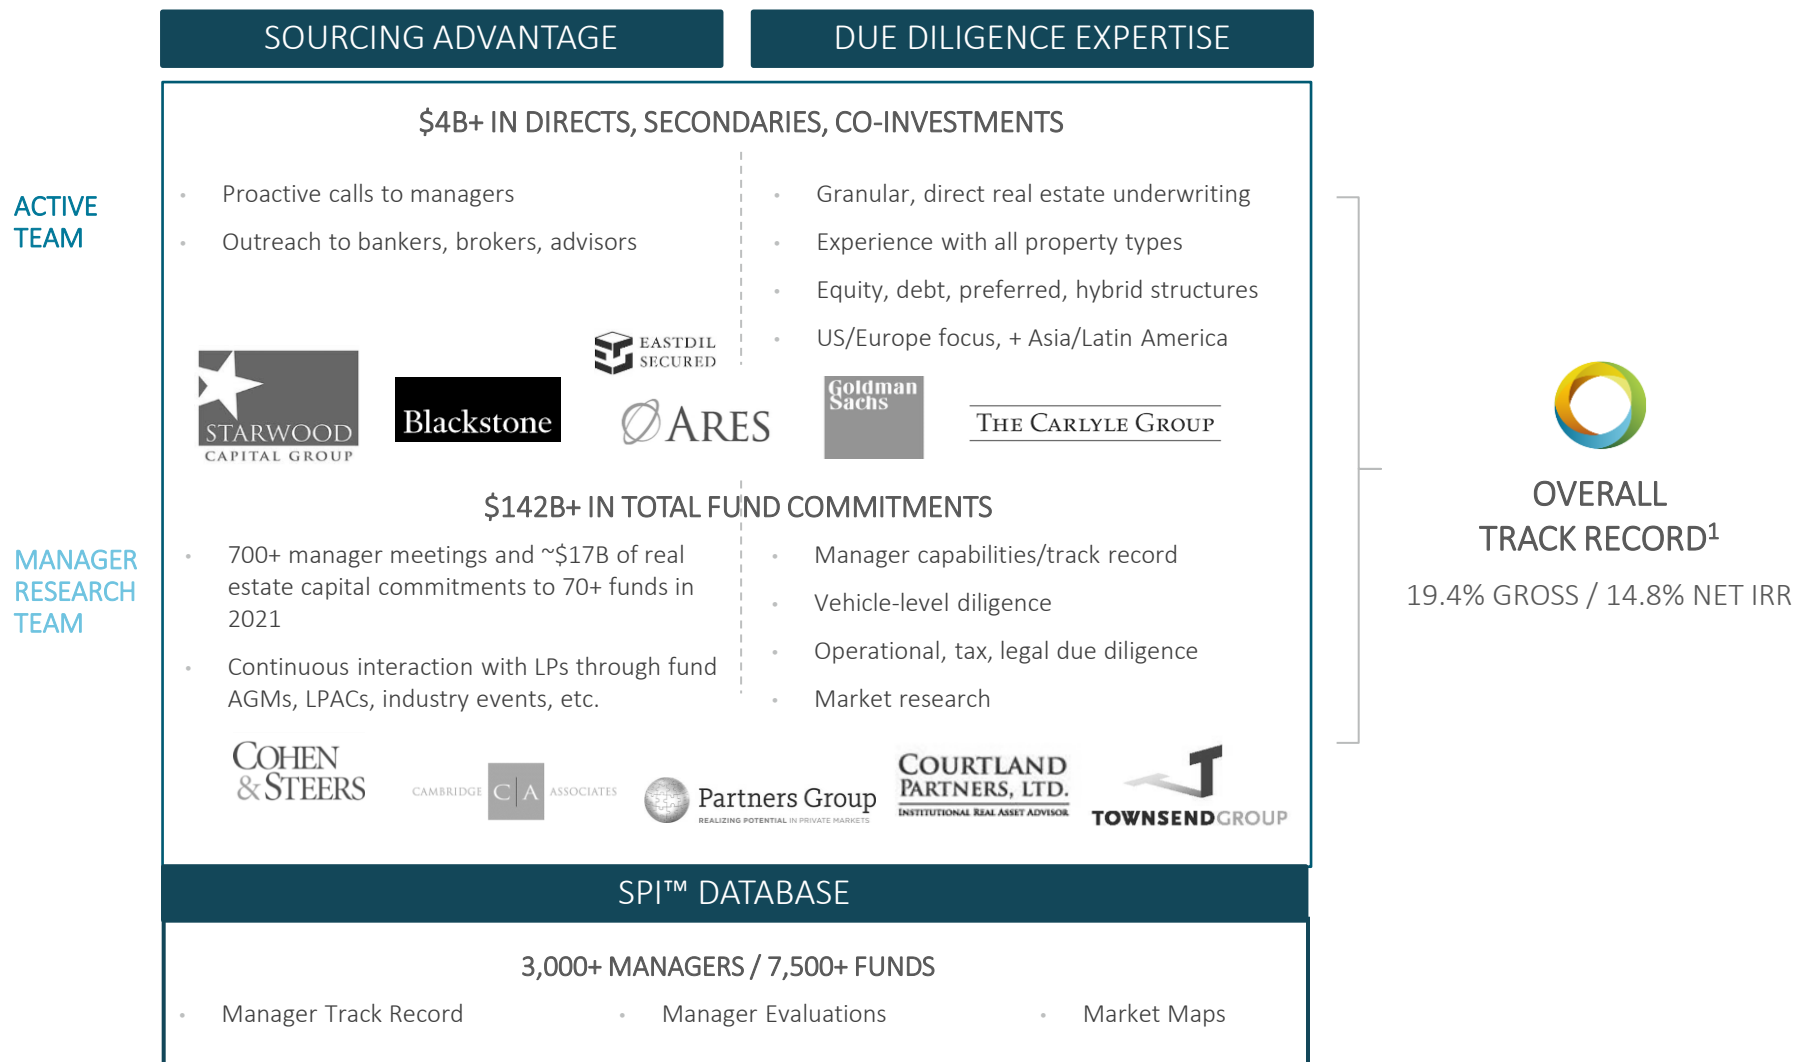 SOURCING ADVANTAGE
DUE DILIGENCE EXPERTISE
$4B+ IN DIRECTS, SECONDARIES, CO-INVESTMENTS
ACTIVE
TEAM
Proactive calls to managers
Outreach to bankers, brokers, advisors
Granular, direct real estate underwriting
Experience with all property types
Equity, debt, preferred, hybrid structures
US/Europe focus, + Asia/Latin America
STARWOOD
CAPITAL GROUP
Blackstone
EASTDIL
SECURED
ARES
Goldman
Sachs
THE CARLYLE GROUP
$142B+ IN TOTAL FUND COMMITMENTS
MANAGER
RESEARCH
TEAM
700+ manager meetings and ~$17B of real
estate capital commitments to 70+ funds in
2021
Continuous interaction with LPs through fund
AGMs, LPACs, industry events, etc.
Manager capabilities/track record
Vehicle-level diligence
Operational, tax, legal due diligence
Market research
COHEN
& STEERS
CAMBRIDGE C|A ASSOCIATES
Partners Group
REALIZING POTENTIAL IN PRIVATE MARKETS
COURTLAND
PARTNERS, LTD.
INSTITUTIONAL REAL ASSET ADVISOR
TOWNSENDGROUP
OVERALL
TRACK RECORD¹
19.4% GROSS / 14.8% NET IRR
SPI™ DATABASE
3,000+ MANAGERS / 7,500+ FUNDS
Manager Track Record
Manager Evaluations
Market Maps